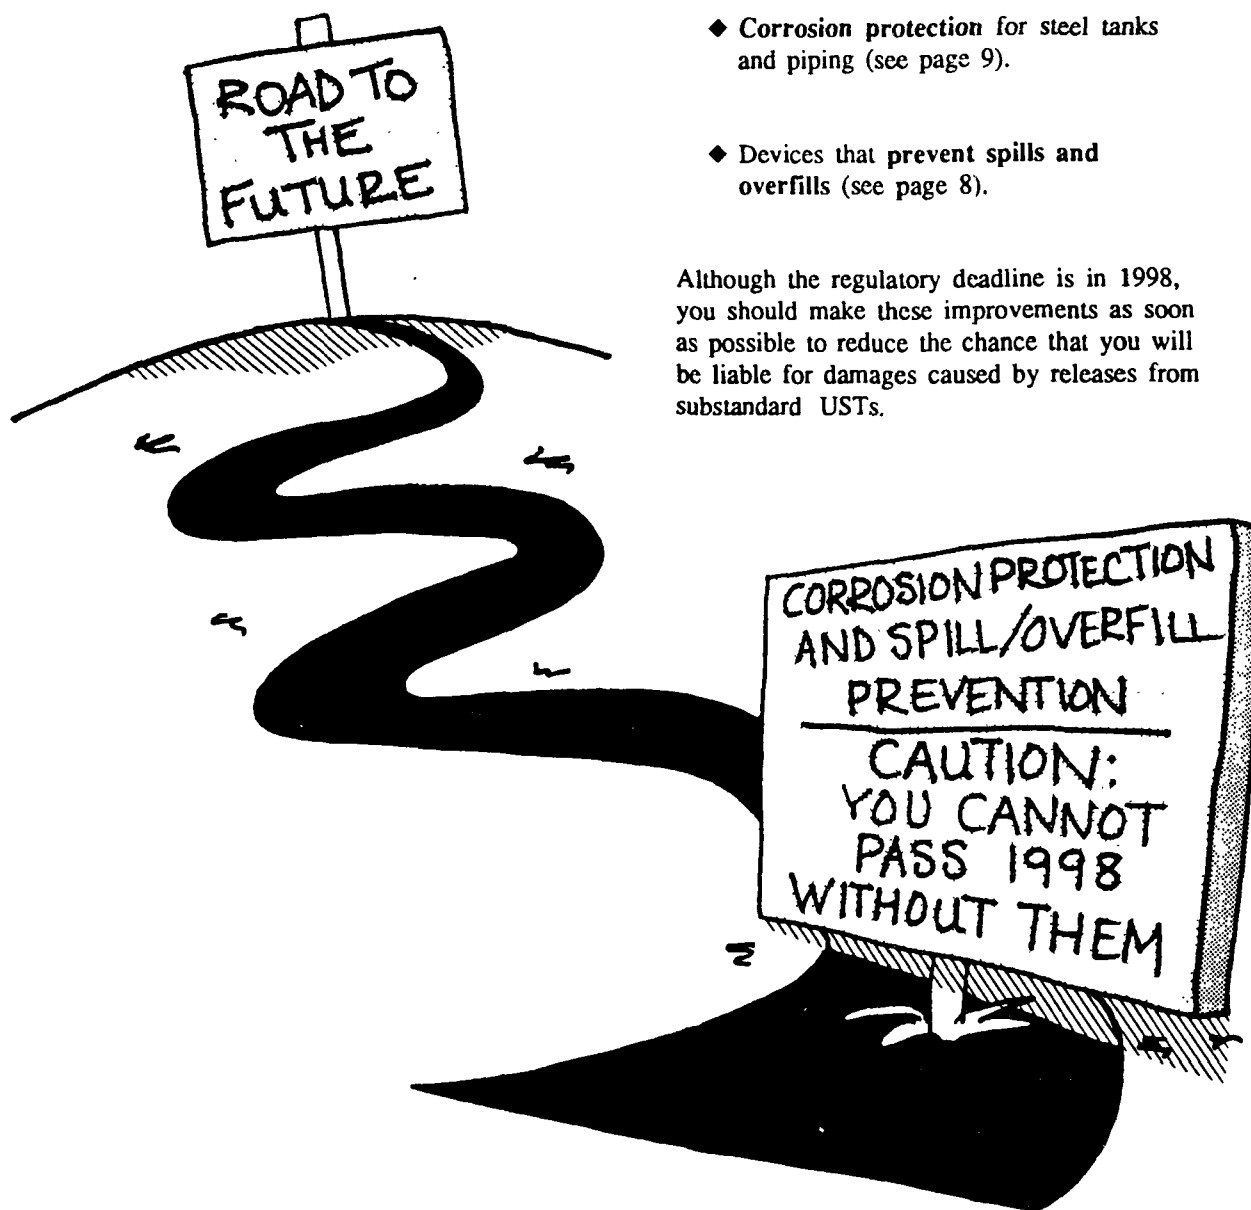 ROAD TO
THE
FUTURE
◆ Corrosion protection for steel tanks
and piping (see page 9).
◆ Devices that prevent spills and
overfills (see page 8).
Although the regulatory deadline is in 1998,
you should make these improvements as soon
as possible to reduce the chance that you will
be liable for damages caused by releases from
substandard USTs.
CORROSION PROTECTION
AND SPILL/OVERFILL
PREVENTION
CAUTION:
YOU CANNOT
PASS 1998
WITHOUT THEM